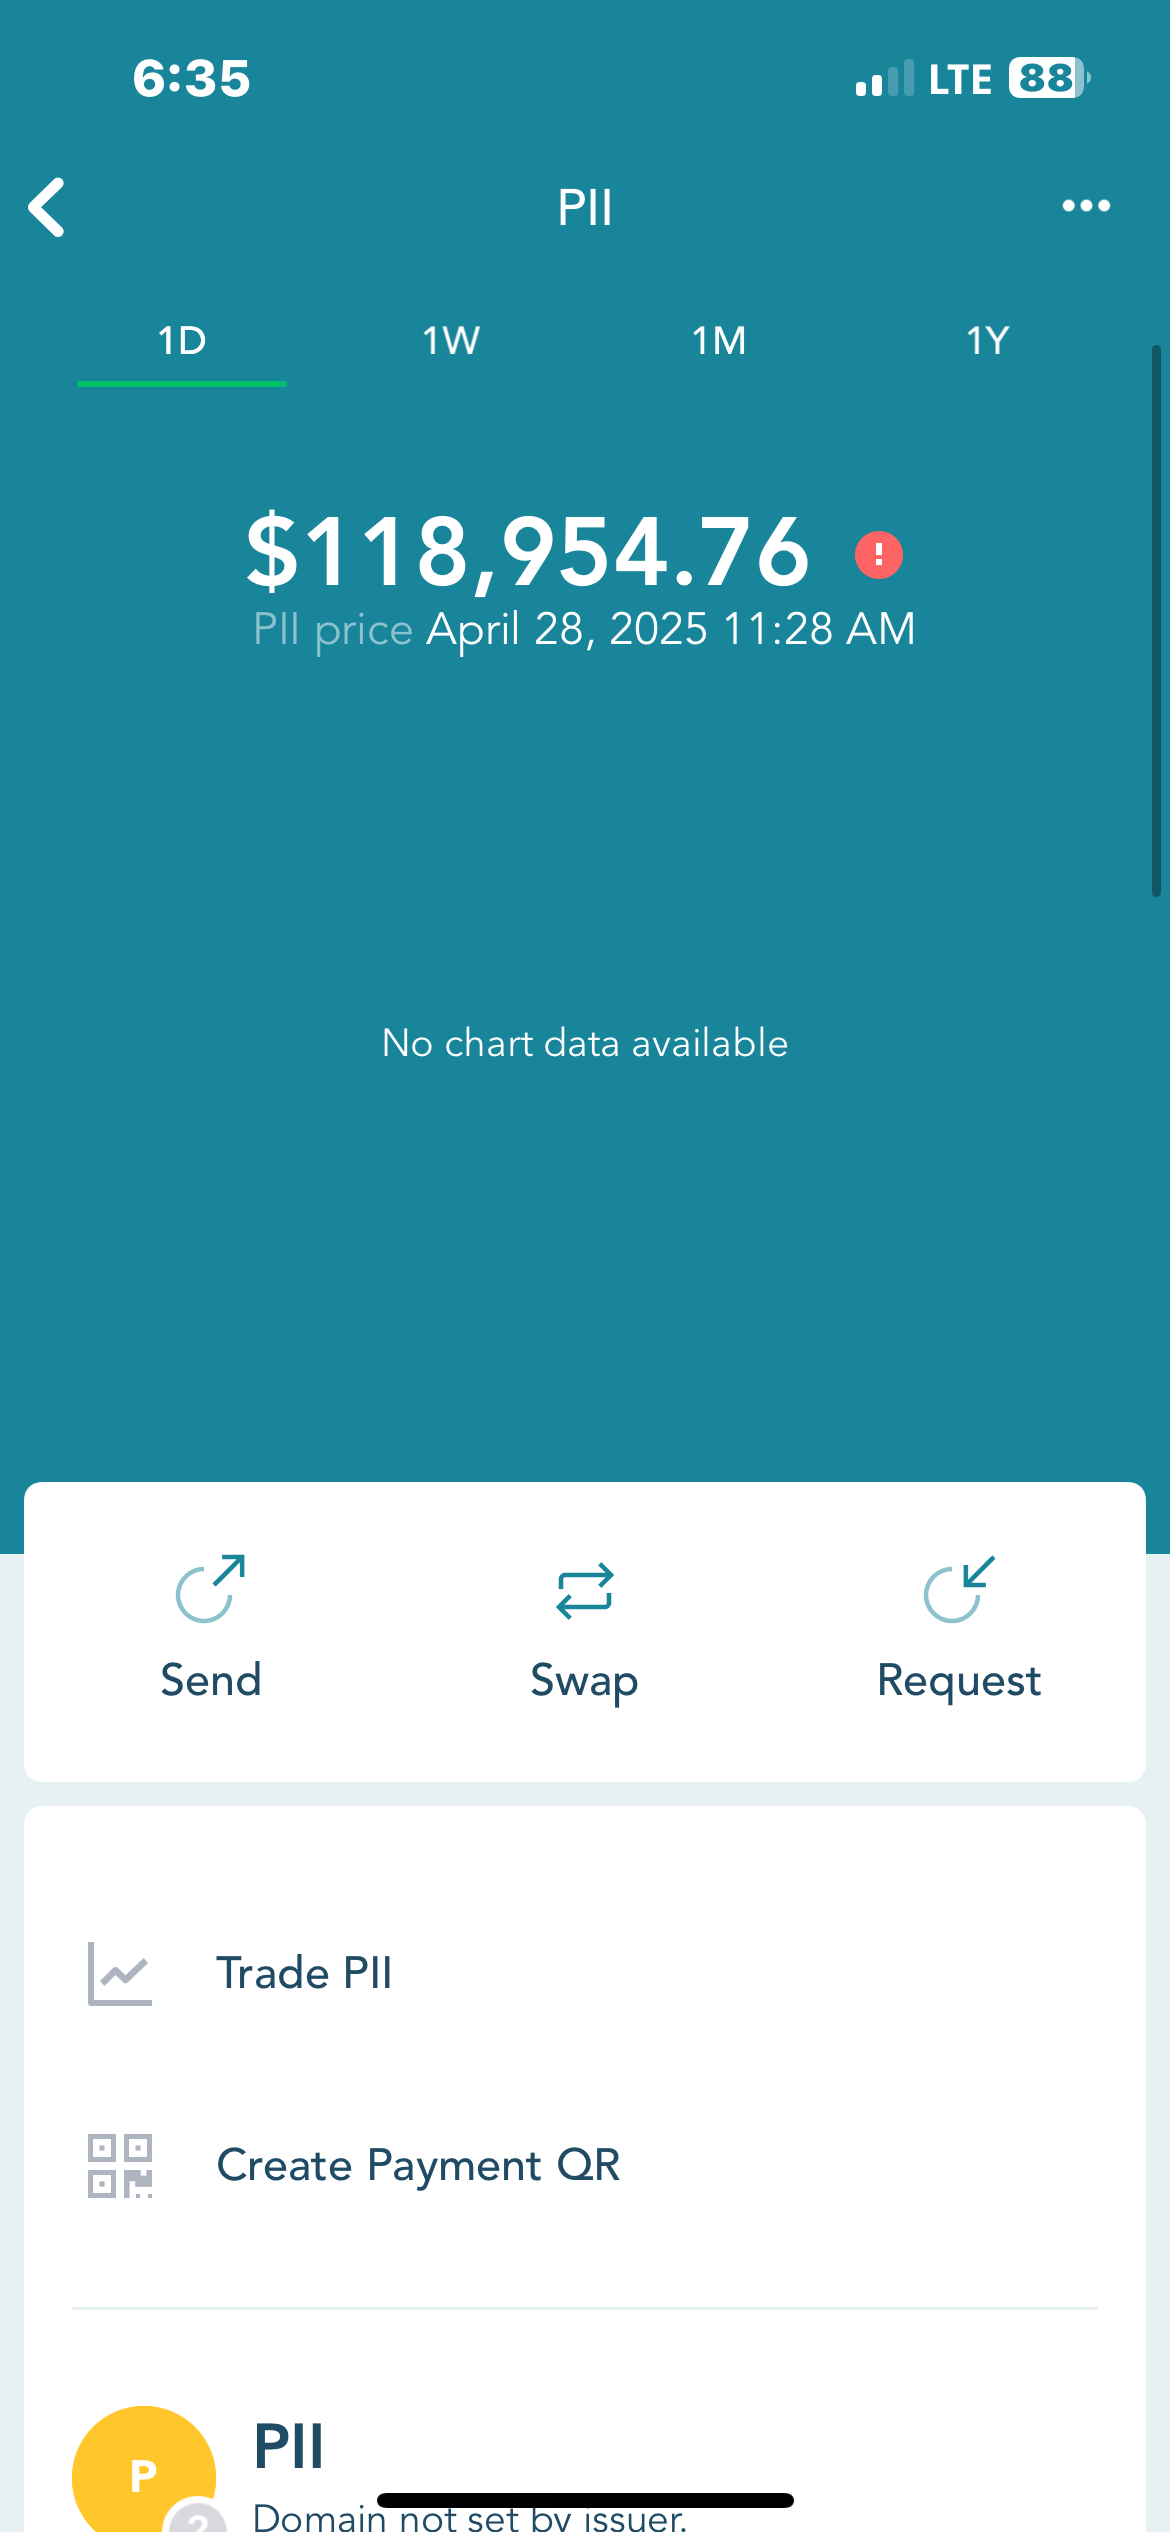 6:35
LTE 88
PII
1D 1W 1M 1Y
$118,954.76
PII price April 28, 2025 11:28 AM
No chart data available
Send Swap Request
Trade PII
Create Payment QR
PII
P
?
Domain not set by issuer.